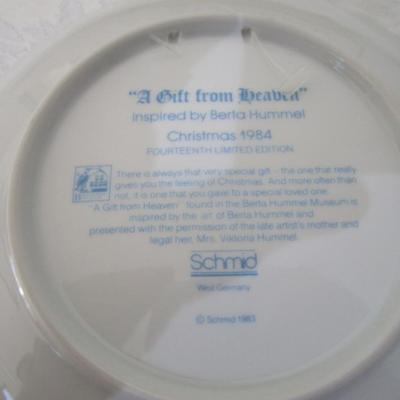 "A Gift from Heaven"
Inspired by Berta Hummel
Christmas 1984
FOURTEENTH LIMITED EDITION
There is always that very special gift – the one that really
gives you the feeling of Christmas. And more often than
not, it is one that you gave to a special loved one.
"A Gift from Heaven" found in the Berta Hummel Museum is
inspired by the art of Berta Hummel and
presented with the permission of the late artist's mother and
legal heir, Mrs. Viktoria Hummel.
Schmid
West Germany
© Schmid 1983